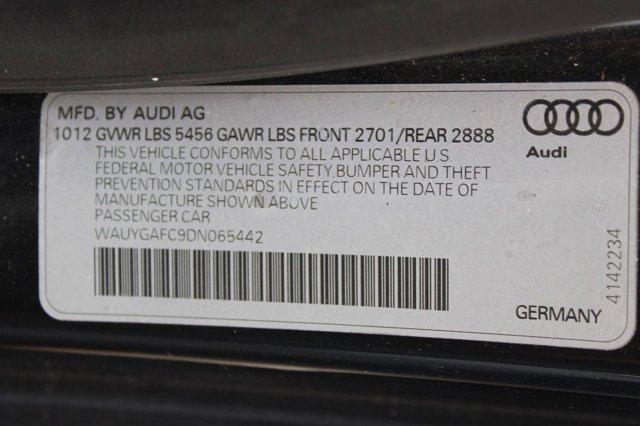 MFD. BY AUDI AG
1012 GVWR LBS 5456 GAWR LBS FRONT 2701/REAR 2888
THIS VEHICLE CONFORMS TO ALL APPLICABLE U.S.
FEDERAL MOTOR VEHICLE SAFETY, BUMPER AND THEFT
PREVENTION STANDARDS IN EFFECT ON THE DATE OF
MANUFACTURE SHOWN ABOVE
PASSENGER CAR
WAUYGAFC9DN065442
Audi
4142234
GERMANY